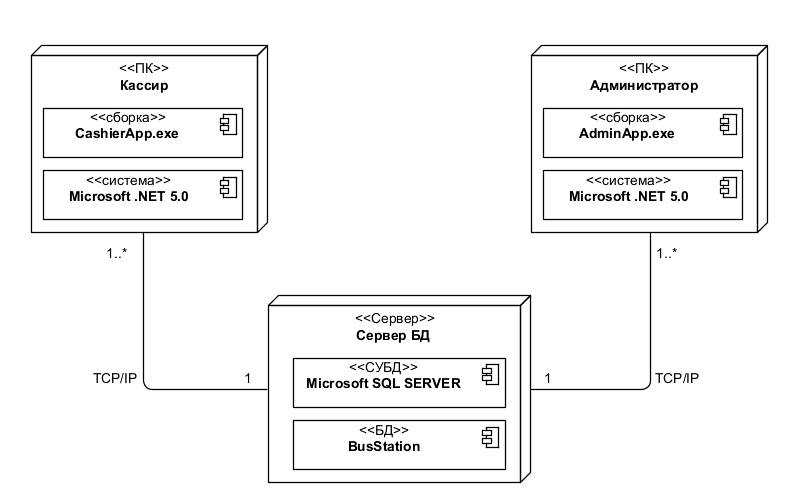 <<ПК>>
Кассир
<<сборка>>
CashierApp.exe
<<система>>
Microsoft .NET 5.0
<<ПК>>
Администратор
<<сборка>>
AdminApp.exe
<<система>>
Microsoft .NET 5.0
1..*
1..*
<<Сервер>>
Сервер БД
<<СУБД>>
Microsoft SQL SERVER
<<БД>>
BusStation
TCP/IP
1
1
TCP/IP